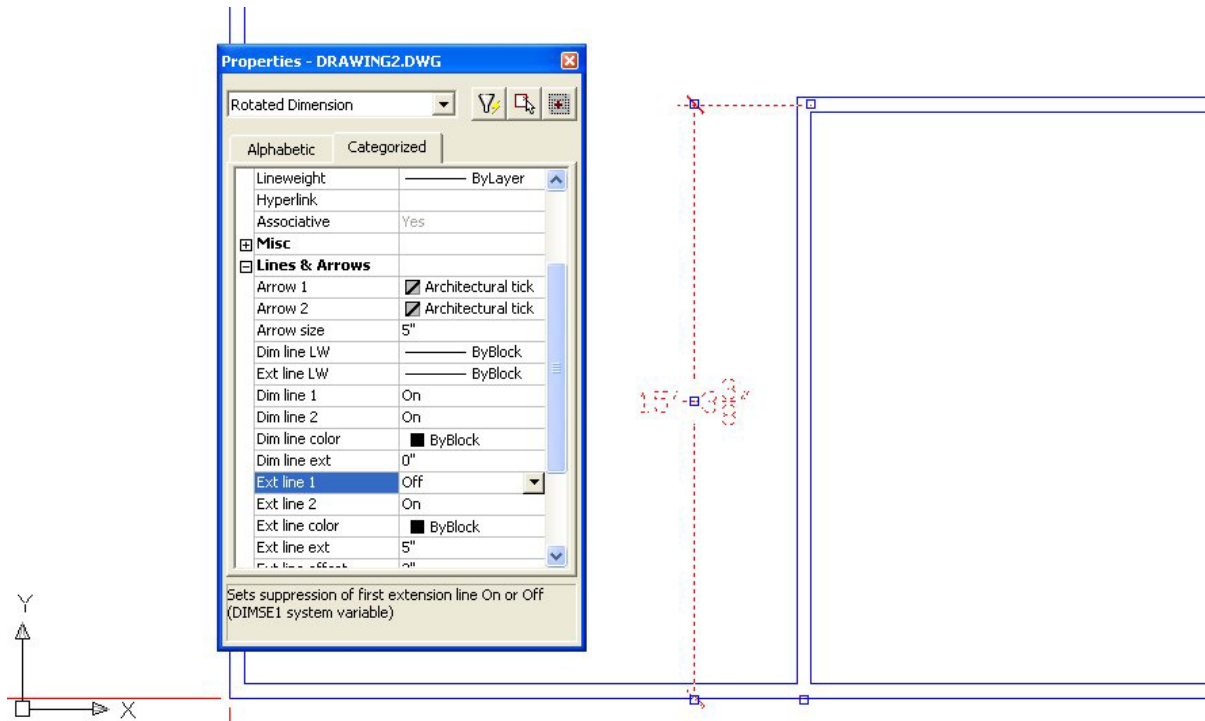 Properties - DRAWING2.DWG
Rotated Dimension
Alphabetic Categorized
Lineweight ByLayer
Hyperlink
Associative Yes
Misc
Lines & Arrows
Arrow 1 Architectural tick
Arrow 2 Architectural tick
Arrow size 5"
Dim line LW ByBlock
Ext line LW ByBlock
Dim line 1 On
Dim line 2 On
Dim line color ByBlock
Dim line ext 0"
Ext line 1 Off
Ext line 2 On
Ext line color ByBlock
Ext line ext 5"
Sets suppression of first extension line On or Off
(DIMSE1 system variable)
Y
X